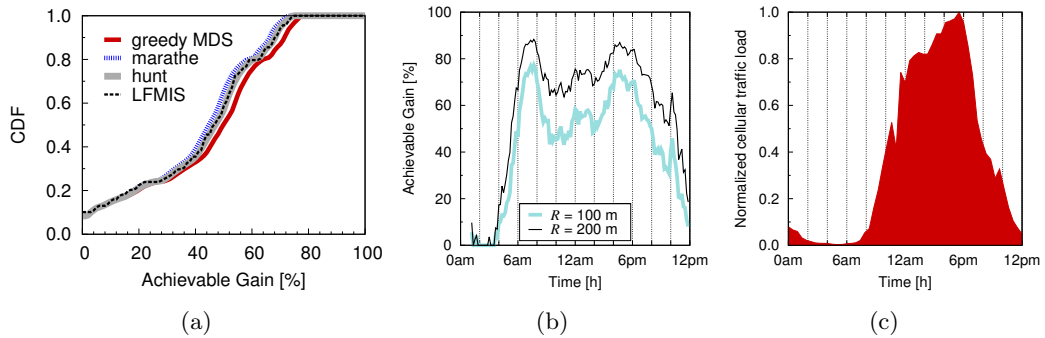 1.0
0.8
0.6
0.4
0.2
0.0
CDF
greedy MDS
marathe
hunt
LFMIS
0 20 40 60 80 100
Achievable Gain [%]
(a)
100
80
60
40
20
0
Achievable Gain [%]
R = 100 m
R = 200 m
0am 6am 12am 6pm 12pm
Time [h]
(b)
1.0
0.8
0.6
0.4
0.2
0.0
Normalized cellular traffic load
0am 6am 12am 6pm 12pm
Time [h]
(c)